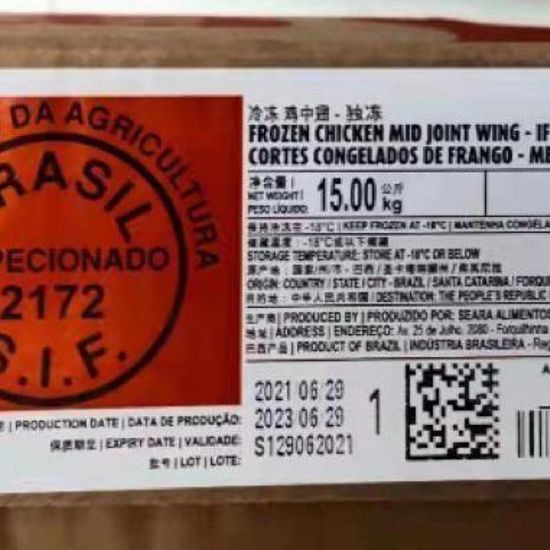 DA AGRICULTURA
BRASIL
PECIONADO
2172
S.I.F.
冷冻 鸡中翅 - 独冻
FROZEN CHICKEN MID JOINT WING - IF
CORTES CONGELADOS DE FRANGO - ME
净含量|
NET WEIGHT|
PESO LÍQUIDO:
15.00 公斤
kg
保持冷冻在-18°C | KEEP FROZEN AT -18°C | MANTENHA CONGELA
储藏温度: -18°C或以下储藏
STORAGE TEMPERATURE: STORE AT -18°C OR BELOW
ORIGIN: COUNTRY / STATE / CITY - BRAZIL / SANTA CATARINA / FORQU
目的地: 中华人民共和国 / DESTINATION: THE PEOPLE'S REPUBLIC
生产商 | PRODUCED BY | PRODUZIDO POR: SEARA ALIMENTOS
地址 | ADDRESS | ENDEREÇO: Av. 25 de Julho, 2080 - Forquilhinha
巴西产品 | PRODUCT OF BRAZIL | INDÚSTRIA BRASILEIRA - Reg
| PRODUCTION DATE | DATA DE PRODUÇÃO: 2021 06 29
保质期至 | EXPIRY DATE | VALIDADE: 2023 06 29
批号 | LOT | LOTE: S129062021
1